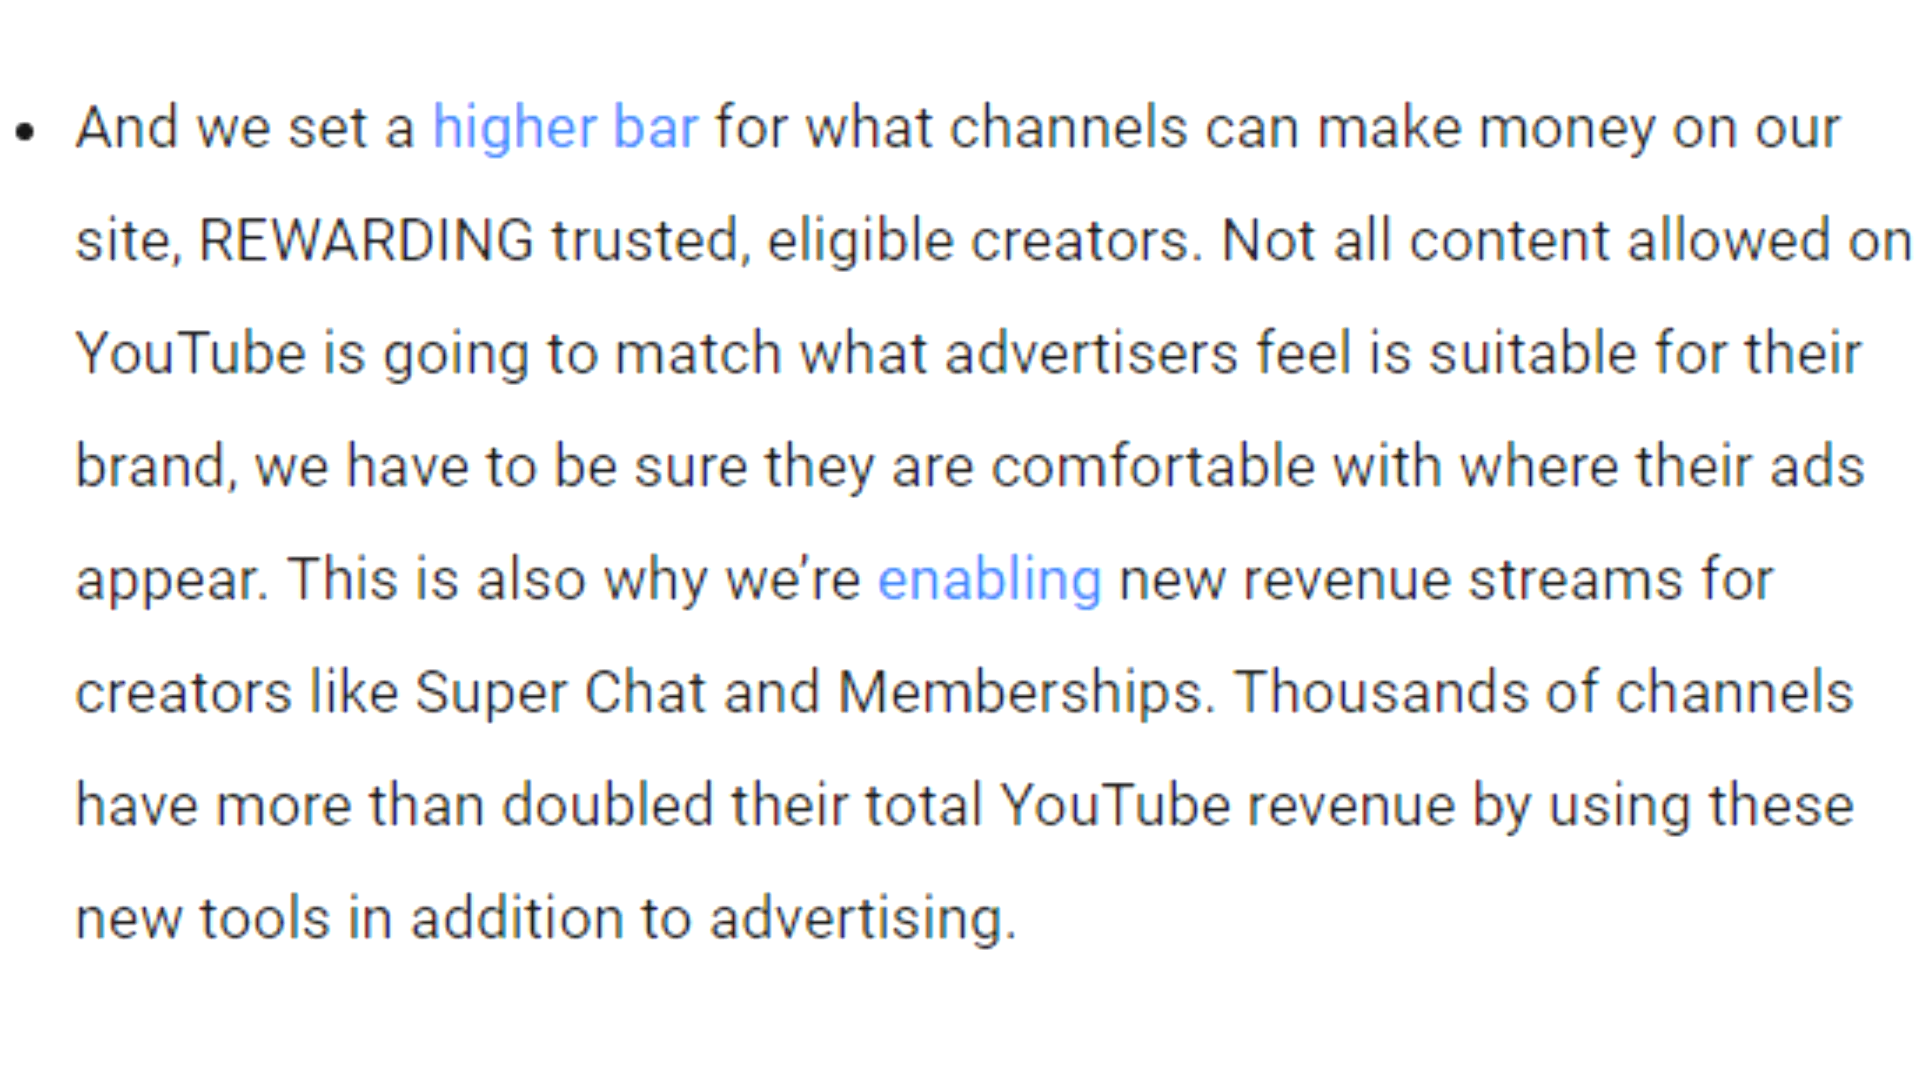 • And we set a higher bar for what channels can make money on our
site, REWARDING trusted, eligible creators. Not all content allowed on
YouTube is going to match what advertisers feel is suitable for their
brand, we have to be sure they are comfortable with where their ads
appear. This is also why we’re enabling new revenue streams for
creators like Super Chat and Memberships. Thousands of channels
have more than doubled their total YouTube revenue by using these
new tools in addition to advertising.